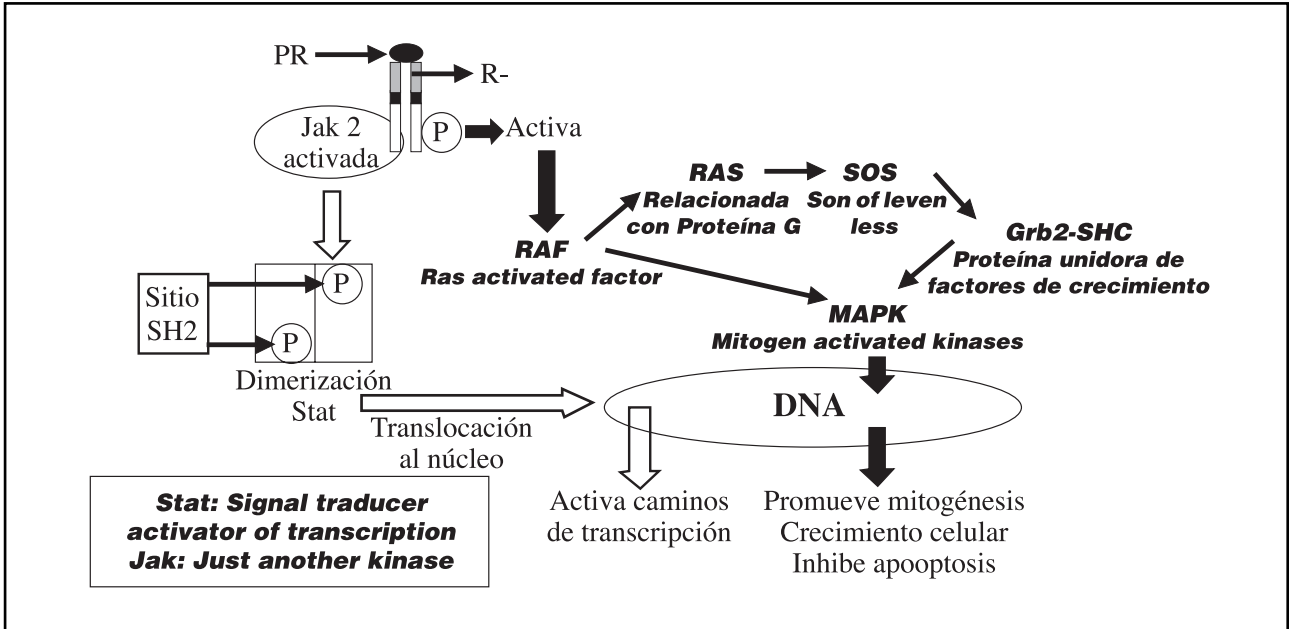 PR
R-
Jak 2
activada
P
Activa
RAS
Relacionada
con Proteína G
SOS
Son of leven
less
RAF
Ras activated factor
Grb2-SHC
Proteína unidora de
factores de crecimiento
MAPK
Mitogen activated kinases
Sitio
SH2
P
P
Dimerización
Stat
Translocación
al núcleo
DNA
Activa caminos
de transcripción
Promueve mitogénesis
Crecimiento celular
Inhibe apooptosis
Stat: Signal traducer
activator of transcription
Jak: Just another kinase